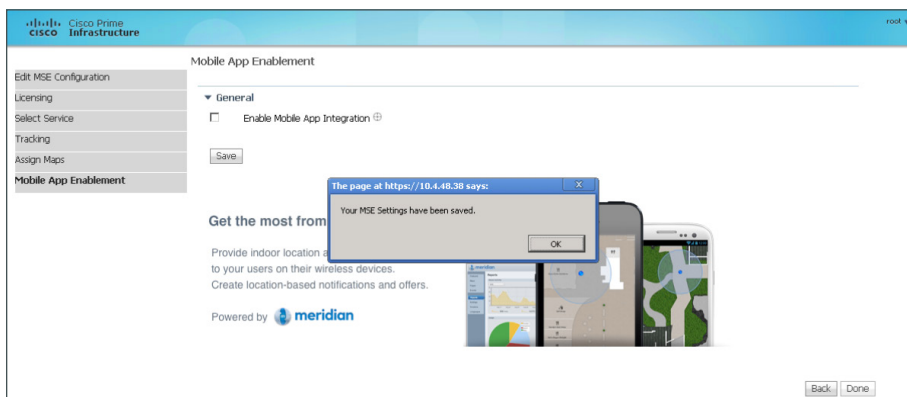 Cisco Prime
CISCO Infrastructure
root
Mobile App Enablement
Edit MSE Configuration
Licensing
Select Service
Tracking
Assign Maps
Mobile App Enablement
General
Enable Mobile App Integration
Save
The page at https://10.4.48.38 says:
Your MSE Settings have been saved.
OK
Get the most from
Provide indoor location a
to your users on their wireless devices.
Create location-based notifications and offers.
Powered by meridian
meridian
Back Done